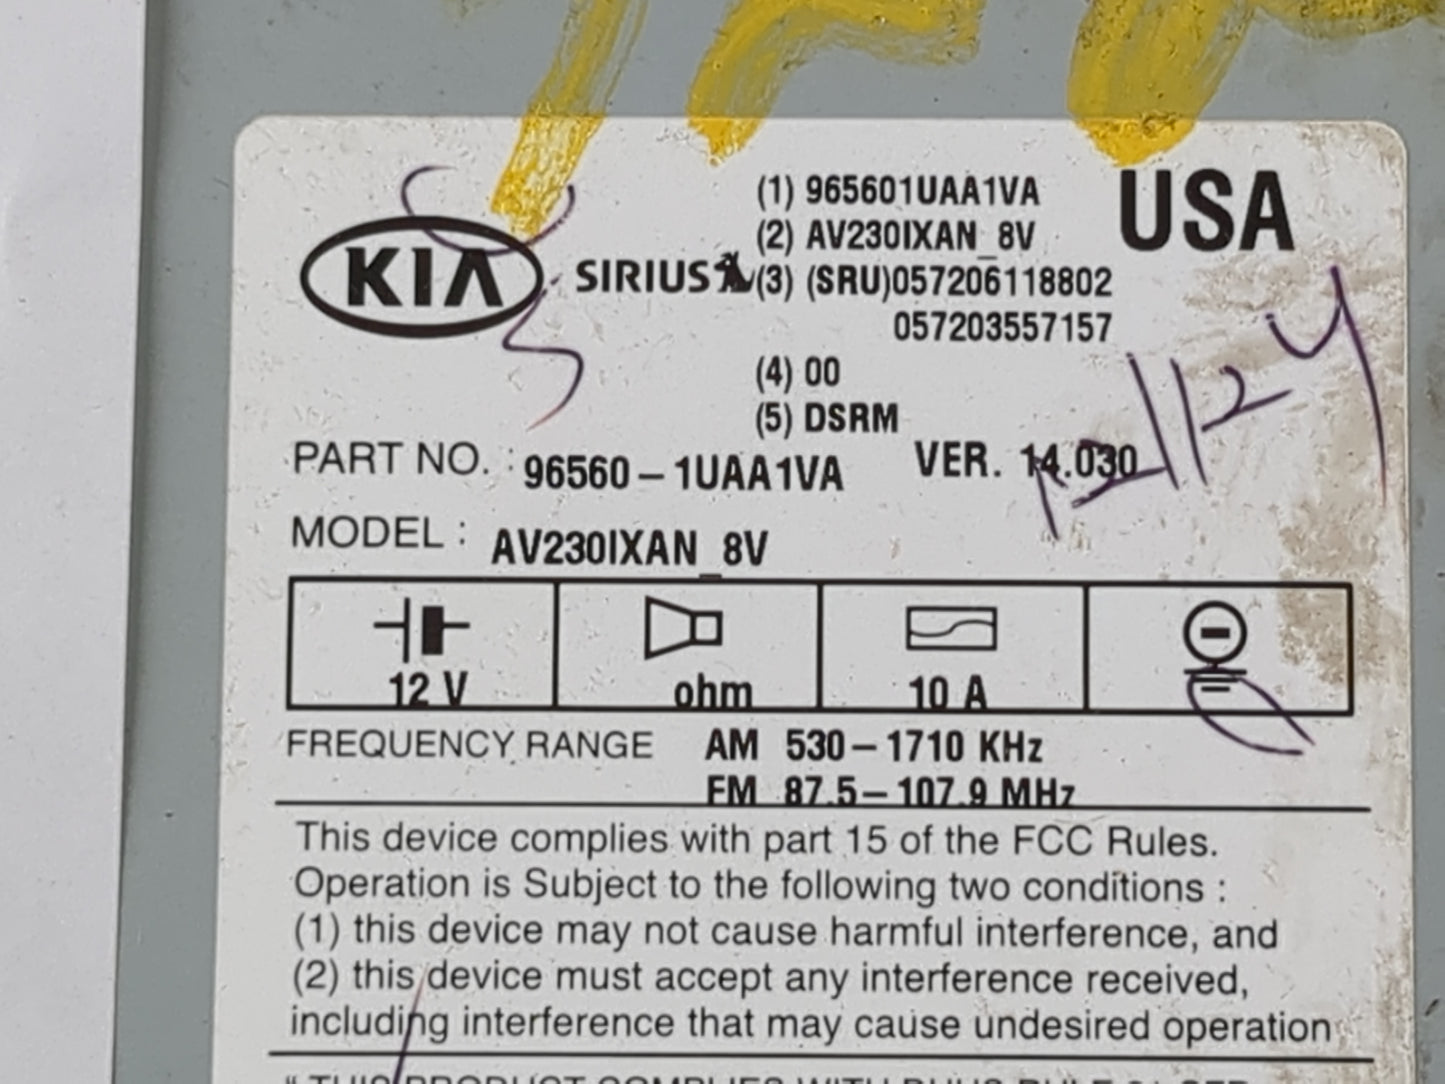 (1) 965601UAA1VA USA
(2) AV230IXAN_8V
KIA SIRIUS (3) (SRU)057206118802
057203557157
(4) 00
(5) DSRM
PART NO. : 96560-1UAA1VA VER. 14.030
MODEL : AV230IXAN_8V
12 V ohm 10 A
FREQUENCY RANGE AM 530-1710 KHz
FM 87.5-107.9 MHz
This device complies with part 15 of the FCC Rules.
Operation is Subject to the following two conditions :
(1) this device may not cause harmful interference, and
(2) this device must accept any interference received,
including interference that may cause undesired operation